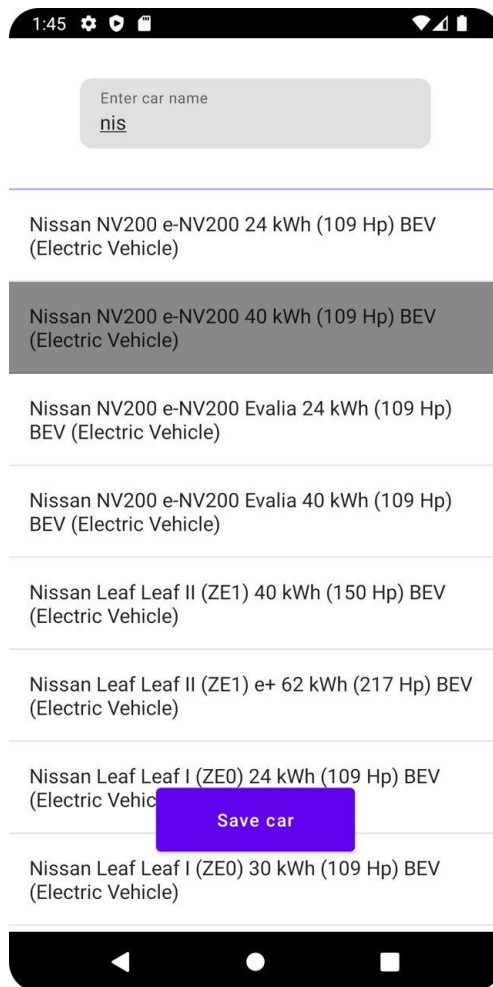 1:45
Enter car name
nis
Nissan NV200 e-NV200 24 kWh (109 Hp) BEV
(Electric Vehicle)
Nissan NV200 e-NV200 40 kWh (109 Hp) BEV
(Electric Vehicle)
Nissan NV200 e-NV200 Evalia 24 kWh (109 Hp)
BEV (Electric Vehicle)
Nissan NV200 e-NV200 Evalia 40 kWh (109 Hp)
BEV (Electric Vehicle)
Nissan Leaf Leaf II (ZE1) 40 kWh (150 Hp) BEV
(Electric Vehicle)
Nissan Leaf Leaf II (ZE1) e+ 62 kWh (217 Hp) BEV
(Electric Vehicle)
Nissan Leaf Leaf I (ZE0) 24 kWh (109 Hp) BEV
(Electric Vehic
Save car
Nissan Leaf Leaf I (ZE0) 30 kWh (109 Hp) BEV
(Electric Vehicle)